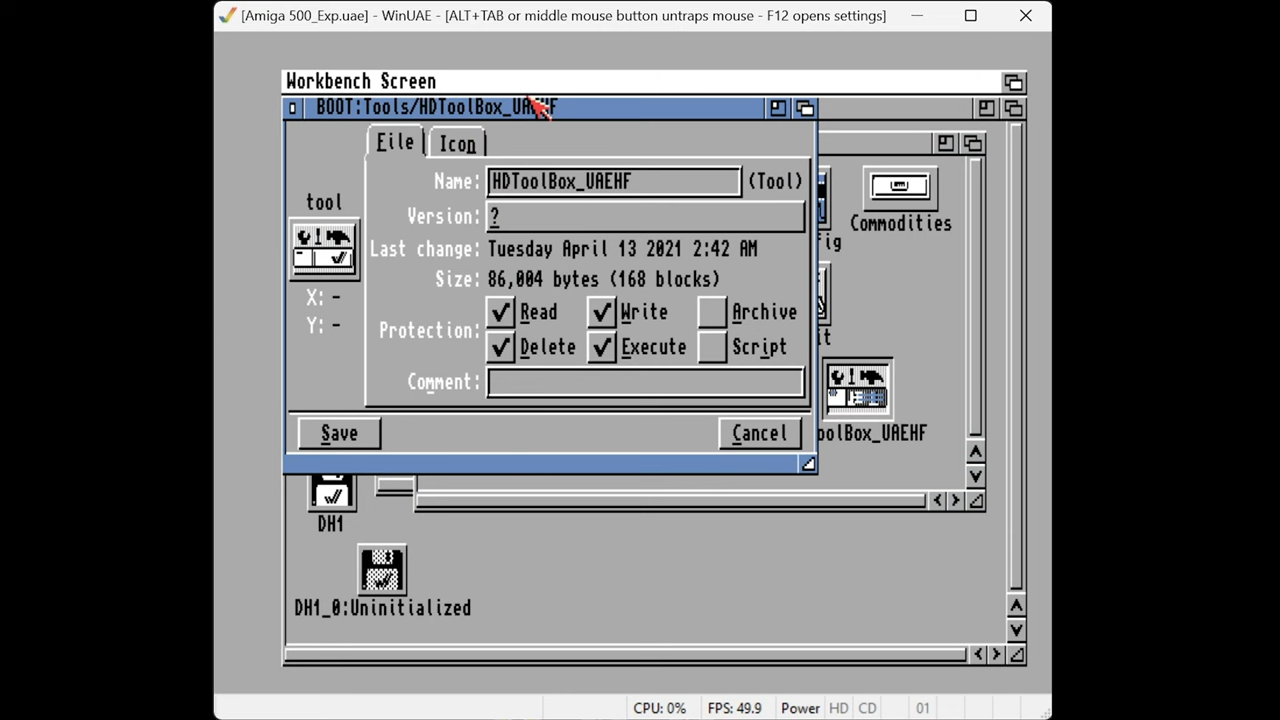 [Amiga 500_Exp.uae] - WinUAE - [ALT+TAB or middle mouse button untraps mouse - F12 opens settings]
Workbench Screen
BOOT:Tools/HDToolBox_UAEHF
File Icon
Name: HDToolBox_UAEHF (Tool)
tool
Version: ?
Commodities
Last change: Tuesday April 13 2021 2:42 AM
fig
Size: 86,004 bytes (168 blocks)
X: -
Y: -
Protection:
Read Write Archive
Delete Execute Script
it
Comment:
Save Cancel
oolBox_UAEHF
DH1
DH1_0:Uninitialized
CPU: 0% FPS: 49.9 Power HD CD 01